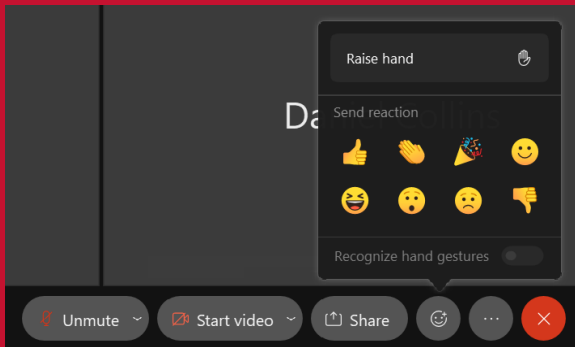 Raise hand
Send reaction
Recognize hand gestures
Unmute
Start video
Share